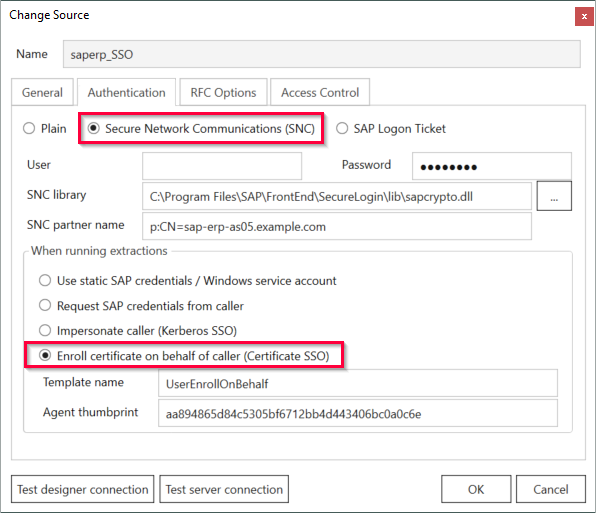 Change Source
x
Name saperp_SSO
General Authentication RFC Options Access Control
Plain Secure Network Communications (SNC) SAP Logon Ticket
User Password ●●●●●●●●
SNC library C:\Program Files\SAP\FrontEnd\SecureLogin\lib\sapcrypto.dll ...
SNC partner name p:CN=sap-erp-as05.example.com
When running extractions
Use static SAP credentials / Windows service account
Request SAP credentials from caller
Impersonate caller (Kerberos SSO)
Enroll certificate on behalf of caller (Certificate SSO)
Template name UserEnrollOnBehalf
Agent thumbprint aa894865d84c5305bf6712bb4d443406bc0a0c6e
Test designer connection Test server connection OK Cancel